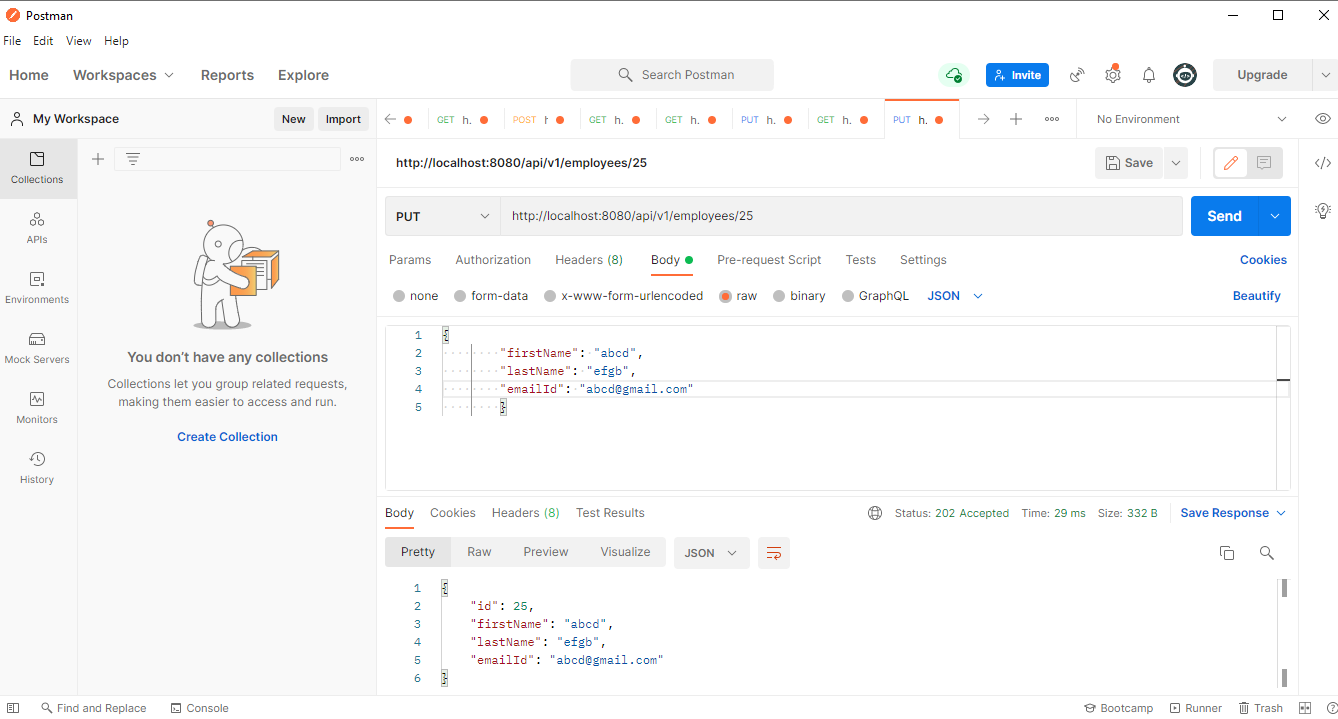 Postman
File Edit View Help
Home Workspaces Reports Explore Search Postman Invite Upgrade
My Workspace New Import GET h. POST h GET h. GET h. PUT h. GET h. PUT h. No Environment
http://localhost:8080/api/v1/employees/25 Save
PUT http://localhost:8080/api/v1/employees/25 Send
Params Authorization Headers (8) Body Pre-request Script Tests Settings Cookies
none form-data x-www-form-urlencoded raw binary GraphQL JSON Beautify
1 {
2 "firstName": "abcd",
3 "lastName": "efgb",
4 "emailId": "abcd@gmail.com"
5 }
Collections
APIs
Environments
Mock Servers
Monitors
History
You don't have any collections
Collections let you group related requests,
making them easier to access and run.
Create Collection
Body Cookies Headers (8) Test Results Status: 202 Accepted Time: 29 ms Size: 332 B Save Response
Pretty Raw Preview Visualize JSON
1 {
2 "id": 25,
3 "firstName": "abcd",
4 "lastName": "efgb",
5 "emailId": "abcd@gmail.com"
6 }
Find and Replace Console Bootcamp Runner Trash